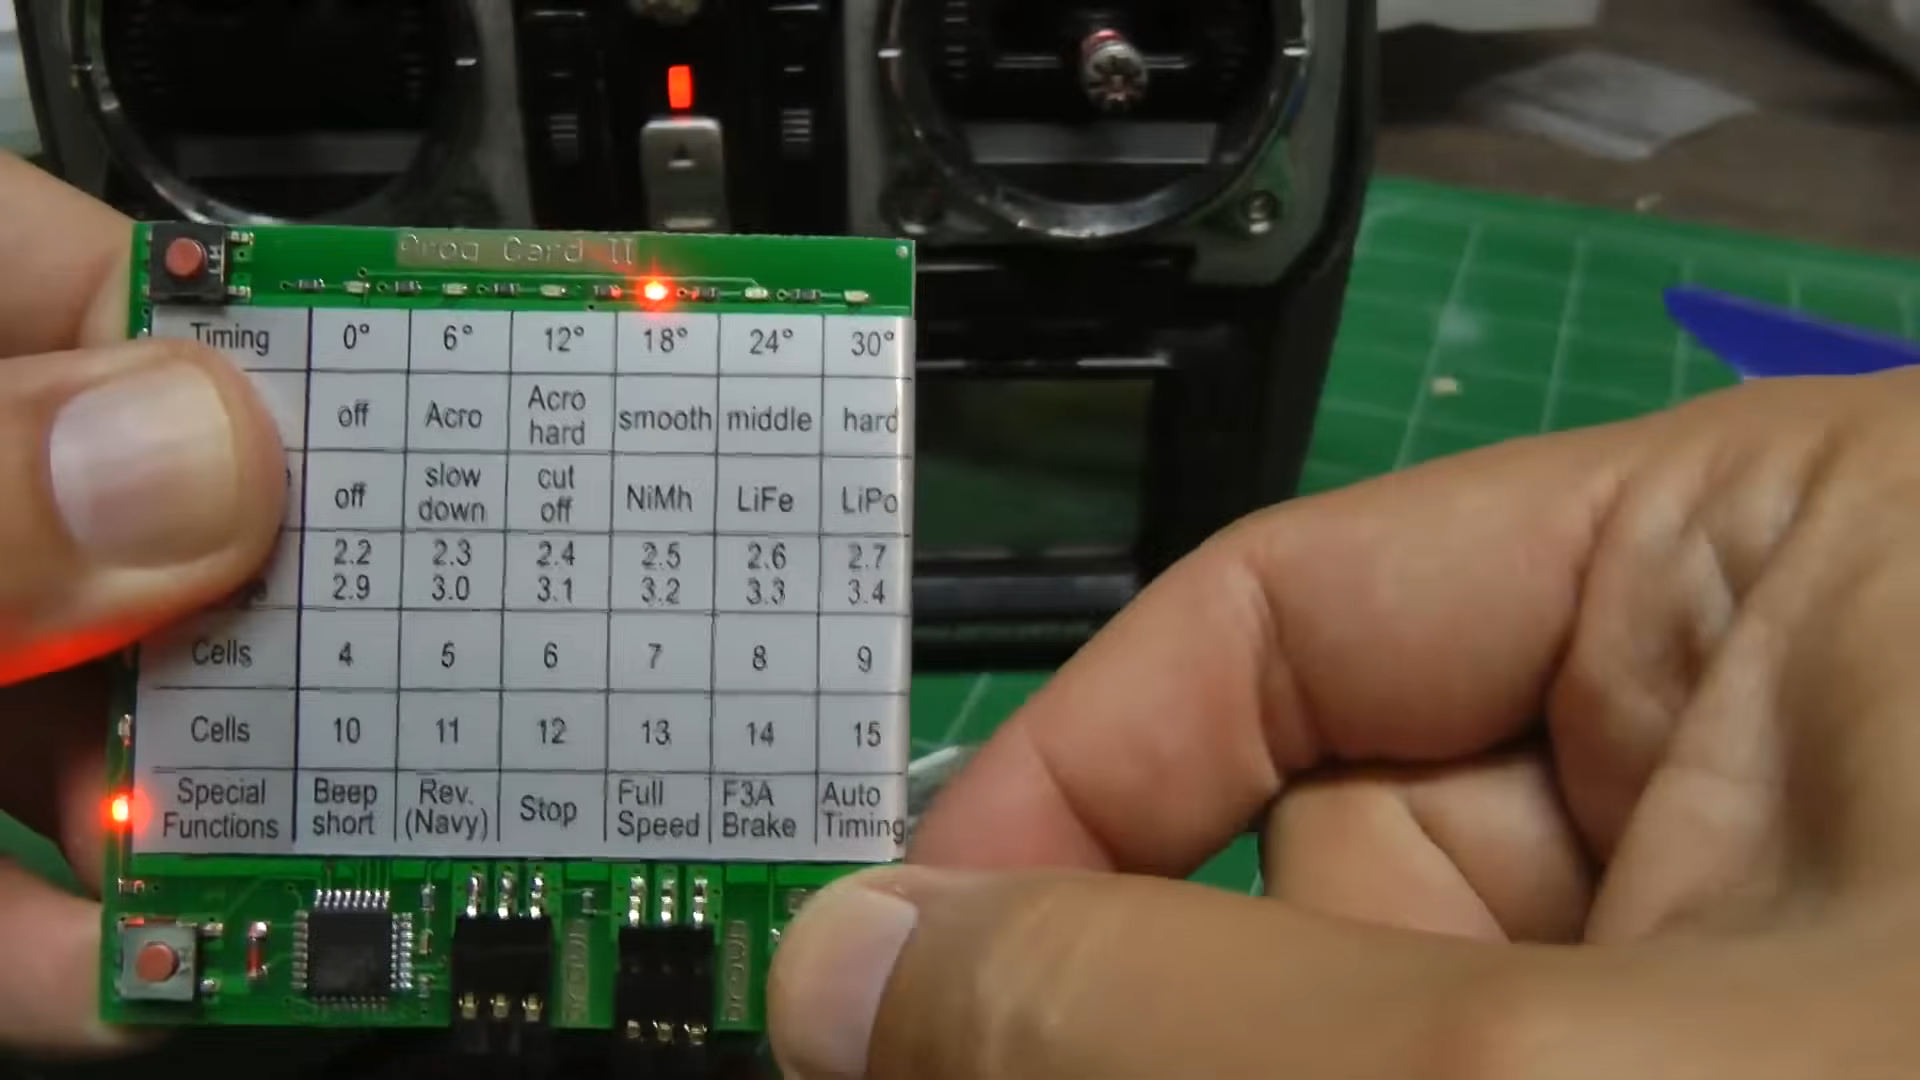 Prog Card II
Timing 0° 6° 12° 18° 24° 30°
off Acro Acro hard smooth middle hard
off slow down cut off NiMh LiFe LiPo
2.2 2.3 2.4 2.5 2.6 2.7
2.9 3.0 3.1 3.2 3.3 3.4
Cells 4 5 6 7 8 9
Cells 10 11 12 13 14 15
Special Functions Beep short Rev. (Navy) Stop Full Speed F3A Brake Auto Timing